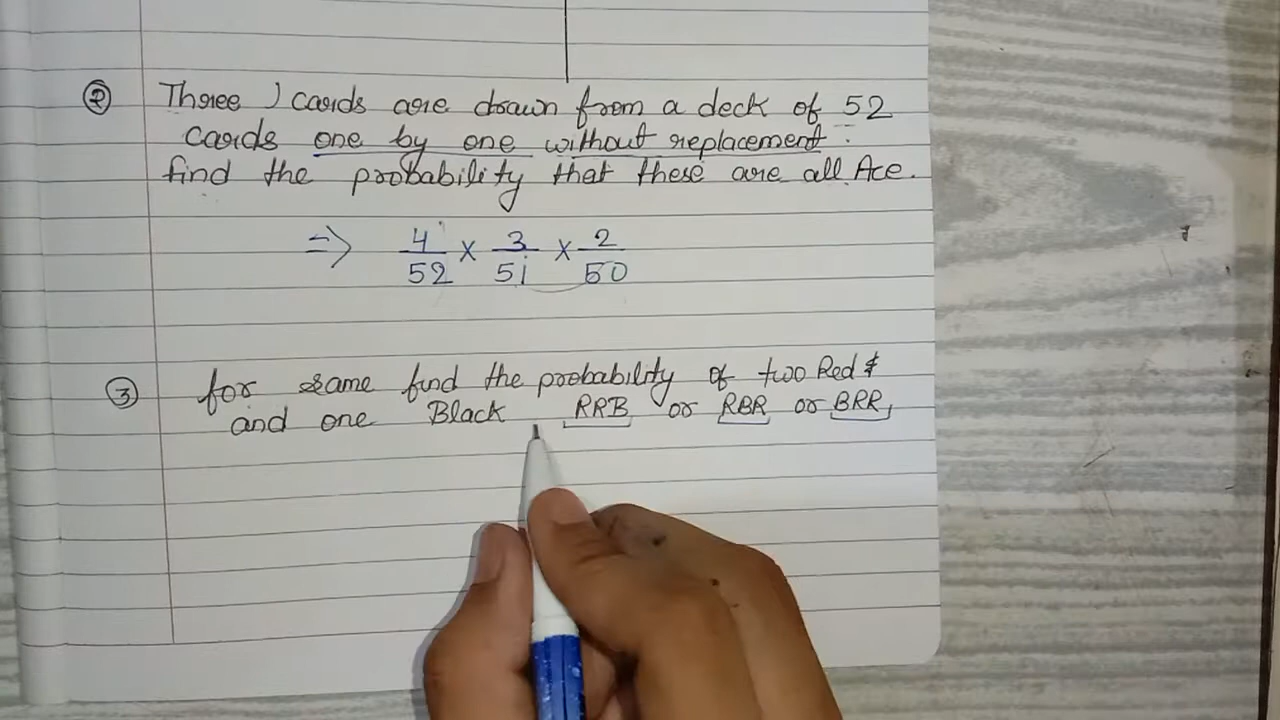 ② Three cards are drawn from a deck of 52
cards one by one without replacement.
find the probability that these are all Ace.
=> 4/52 x 3/51 x 2/50
③ for same find the probability of two Red &
and one Black RRB or RBR or BRR,